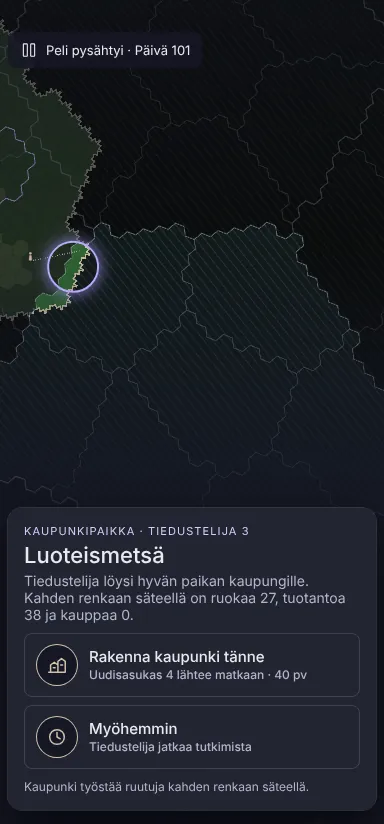 Peli pysähtyi · Päivä 101
KAUPUNKIPAIKKA · TIEDUSTELIJA 3
Luoteismetsä
Tiedustelija löysi hyvän paikan kaupungille.
Kahden renkaan säteellä on ruokaa 27, tuotantoa
38 ja kauppaa 0.
Rakenna kaupunki tänne
Uudisasukas 4 lähtee matkaan · 40 pv
Myöhemmin
Tiedustelija jatkaa tutkimista
Kaupunki työstää ruutuja kahden renkaan säteellä.